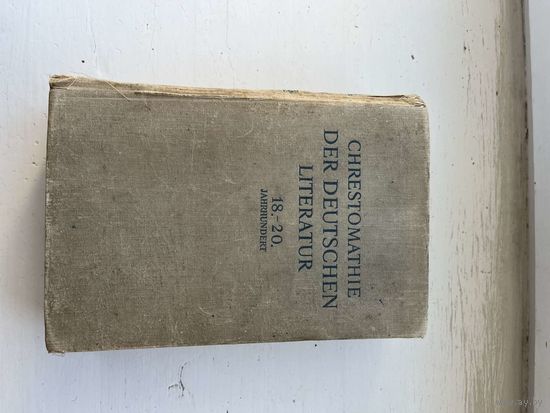 CHRESTOMATHIE
DER DEUTSCHEN
LITERATUR
18.-20.
JAHRHUNDERT